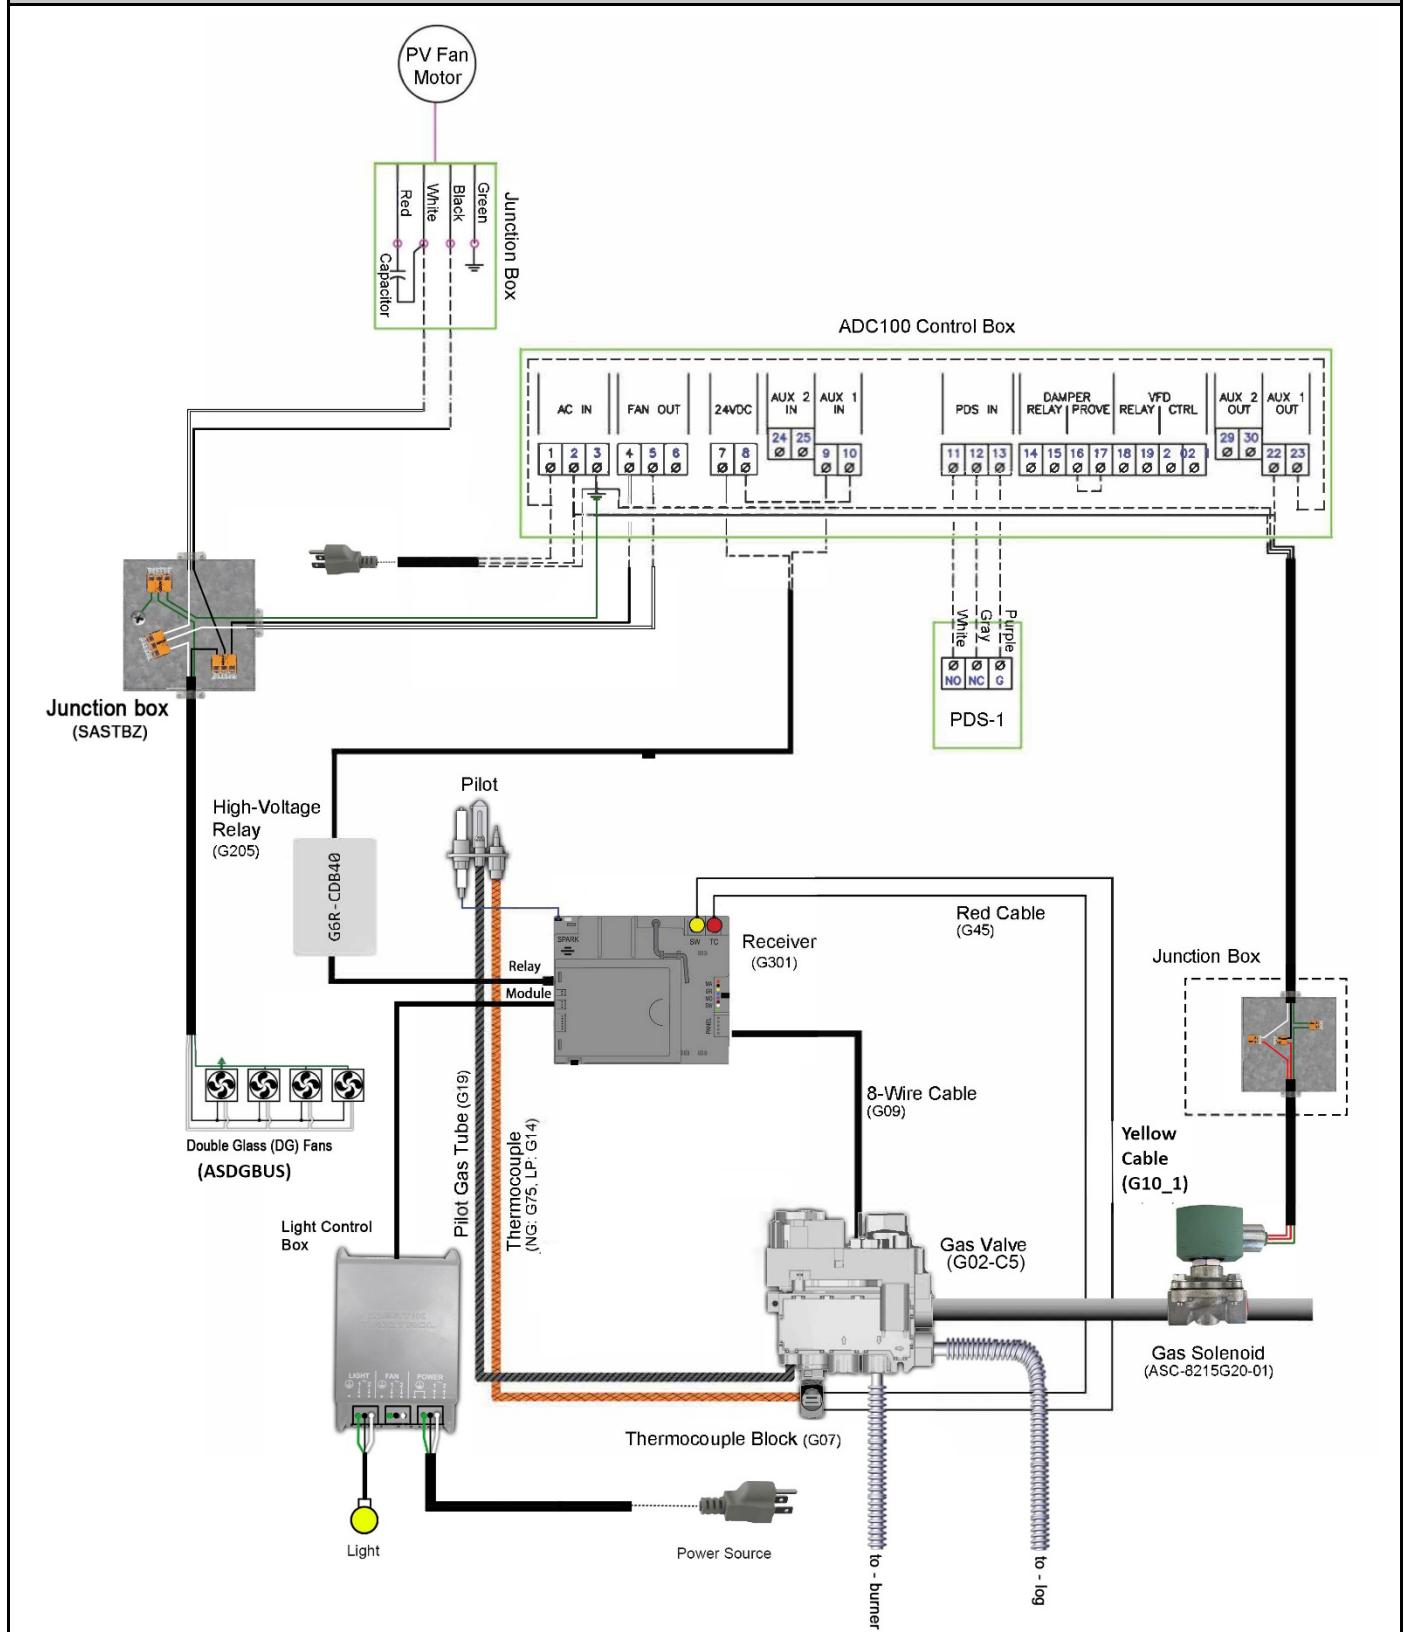 PV Fan
Motor
Red
White
Black
Green
Capacitor
Junction Box
ADC100 Control Box
AC IN
FAN OUT
24VDC
AUX 2
IN
AUX 1
IN
PDS IN
DAMPER
RELAY | PROVE
VFD
RELAY | CTRL
AUX 2
OUT
AUX 1
OUT
1 2 3
4 5 6
7 8
24 25
9 10
11 12 13
14 15 16 17 18 19 2 02
29 30
22 23
White
Gray
Purple
NO NC G
PDS-1
Junction box
(SASTBZ)
High-Voltage
Relay
(G205)
G6R-CDB40
Pilot
SPARK
SW TC
PANEL
Receiver
(G301)
Relay
Module
Red Cable
(G45)
Junction Box
8-Wire Cable
(G09)
Yellow
Cable
(G10_1)
Double Glass (DG) Fans
(ASDGBUS)
Pilot Gas Tube (G19)
Thermocouple
(NG: G75, LP: G14)
Light Control
Box
LIGHT FAN POWER
Gas Valve
(G02-C5)
Gas Solenoid
(ASC-8215G20-01)
Thermocouple Block (G07)
Light
Power Source
to - burner
to - log